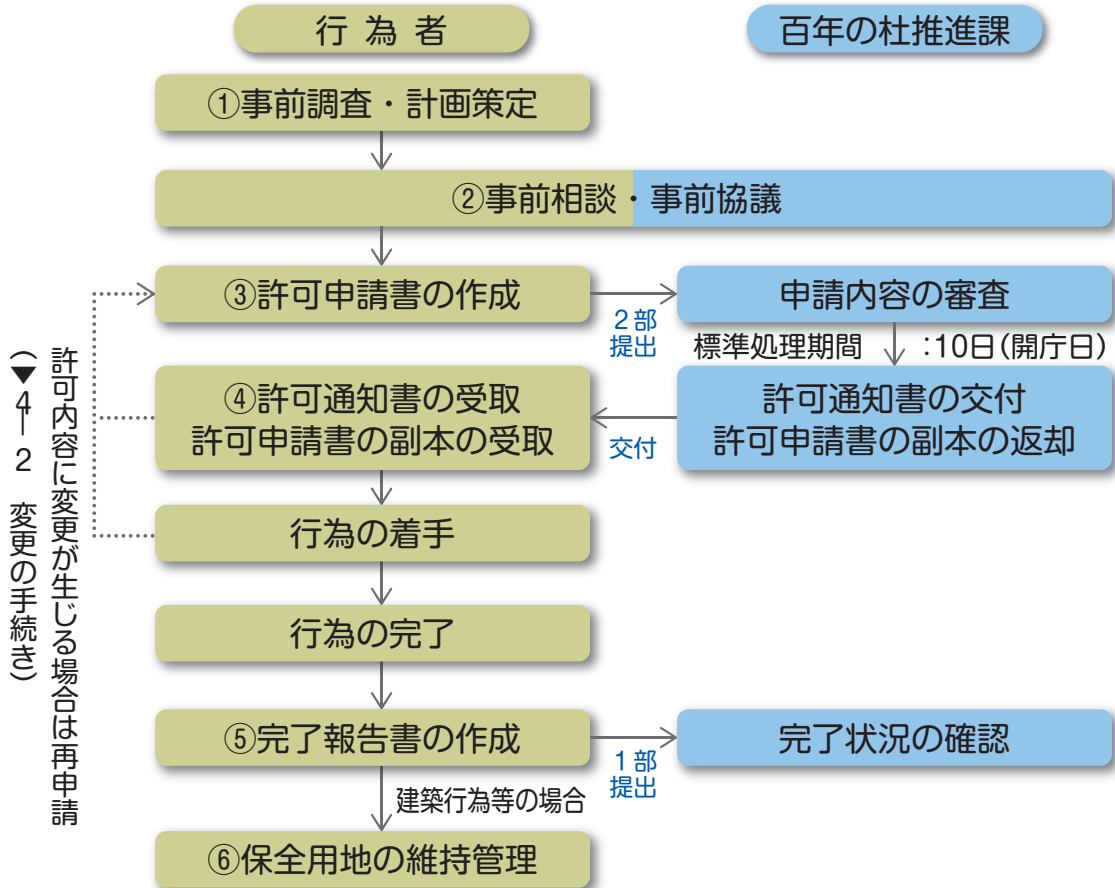 行為者
百年の杜推進課
①事前調査・計画策定
②事前相談・事前協議
③許可申請書の作成
2部
提出
申請内容の審査
標準処理期間 :10日(開庁日)
④許可通知書の受取
許可申請書の副本の受取
交付
許可通知書の交付
許可申請書の副本の返却
行為の着手
行為の完了
⑤完了報告書の作成
1部
提出
完了状況の確認
建築行為等の場合
⑥保全用地の維持管理
許可内容に変更が生じる場合は再申請
(▼4―2 変更の手続き)